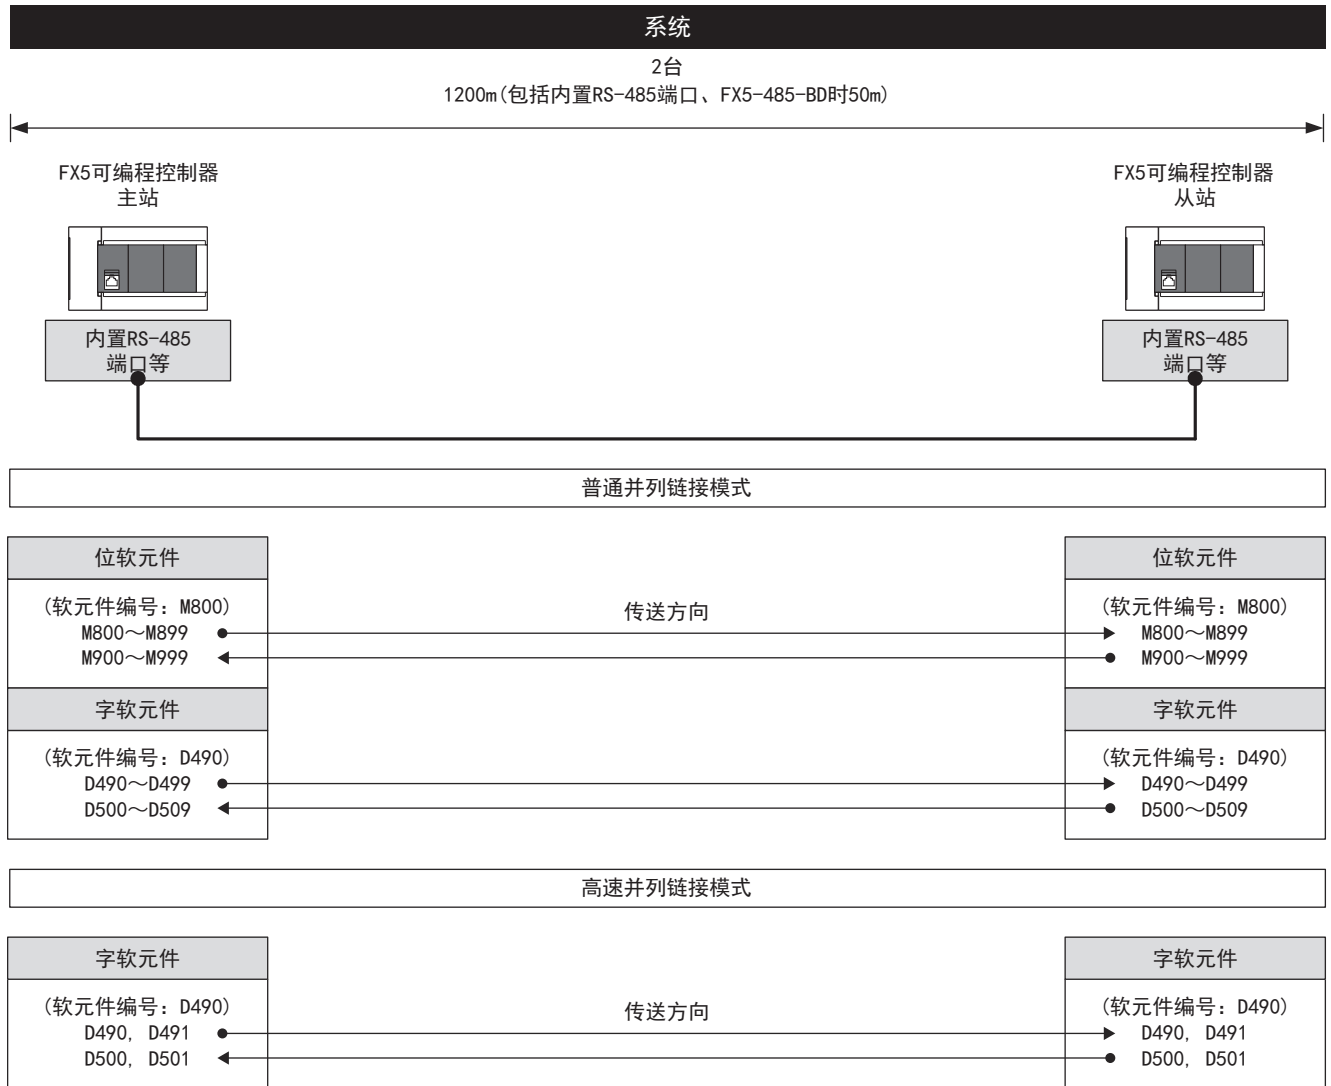 系统
2台
1200m(包括内置RS-485端口、FX5-485-BD时50m)
FX5可编程控制器
主站
FX5可编程控制器
从站
内置RS-485
端口等
内置RS-485
端口等
普通并列链接模式
位软元件
位软元件
(软元件编号：M800)
M800～M899
M900～M999
传送方向
(软元件编号：M800)
M800～M899
M900～M999
字软元件
字软元件
(软元件编号：D490)
D490～D499
D500～D509
(软元件编号：D490)
D490～D499
D500～D509
高速并列链接模式
字软元件
字软元件
(软元件编号：D490)
D490, D491
D500, D501
传送方向
(软元件编号：D490)
D490, D491
D500, D501